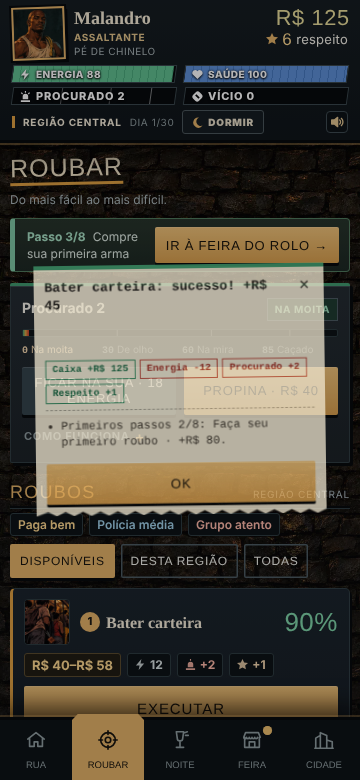 Malandro
ASSALTANTE
PÉ DE CHINELO
R$ 125
6 respeito
ENERGIA 88
SAÚDE 100
PROCURADO 2
VÍCIO 0
REGIÃO CENTRAL
DIA 1/30
DORMIR
ROUBAR
Do mais fácil ao mais difícil.
Passo 3/8 Compre
sua primeira arma
IR À FEIRA DO ROLO →
Bater carteira: sucesso! +R$
45
✕
Procurado 2
NA MOITA
0 Na moita
30 De olho
60 Na mira
85 Caçado
Caixa +R$ 125
Energia -12
Procurado +2
Respeito +1
FICAR NA SUA · 18
ENERGIA
PROPINA · R$ 40
• Primeiros passos 2/8: Faça seu
primeiro roubo · +R$ 80.
OK
ROUBOS
REGIÃO CENTRAL
Paga bem
Polícia média
Grupo atento
DISPONÍVEIS
DESTA REGIÃO
TODAS
1 Bater carteira
90%
R$ 40–R$ 58
12
+2
+1
EXECUTAR
RUA
ROUBAR
NOITE
FEIRA
CIDADE